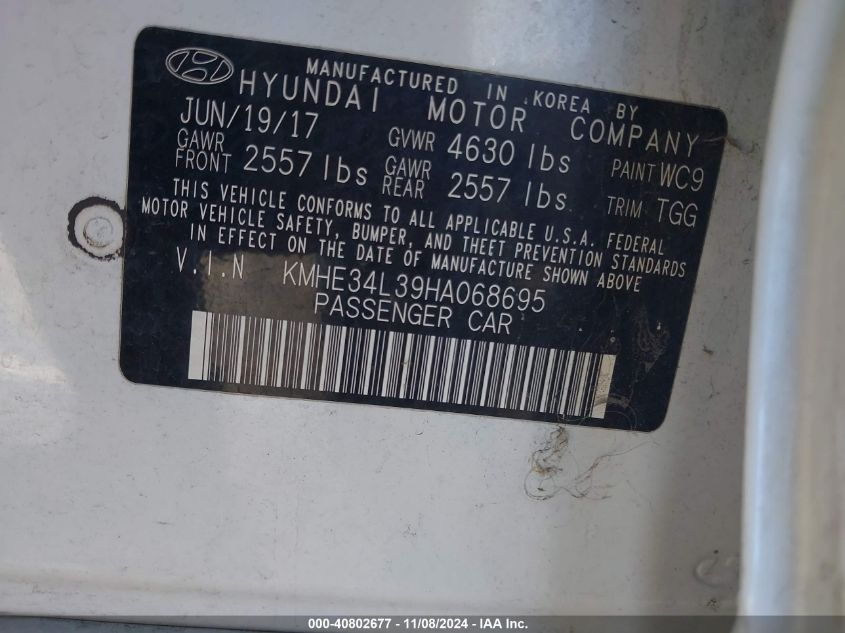 MANUFACTURED IN KOREA BY
HYUNDAI MOTOR COMPANY
JUN/19/17 GVWR 4630 lbs PAINT WC9
GAWR FRONT 2557 lbs GAWR REAR 2557 lbs TRIM TGG
THIS VEHICLE CONFORMS TO ALL APPLICABLE U.S.A. FEDERAL
MOTOR VEHICLE SAFETY, BUMPER, AND THEFT PREVENTION STANDARDS
IN EFFECT ON THE DATE OF MANUFACTURE SHOWN ABOVE
V.I.N KMHE34L39HA068695
PASSENGER CAR
000-40802677 - 11/08/2024 - IAA Inc.